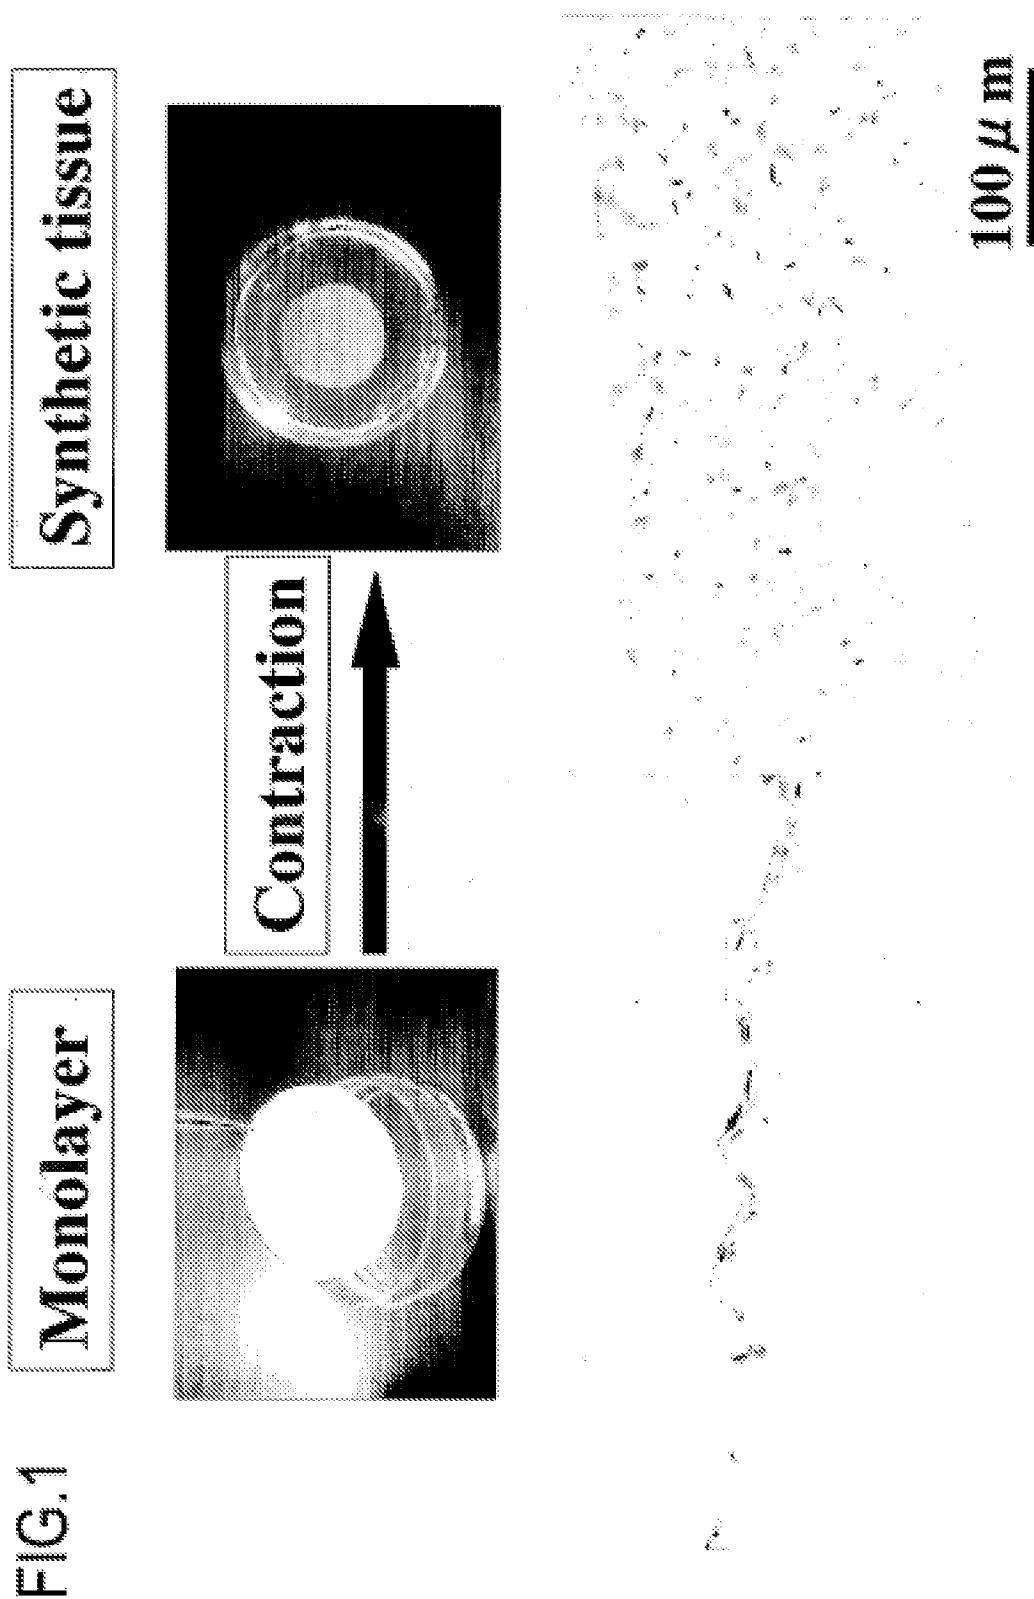 FIG.1
Monolayer
Synthetic tissue
Contraction
100 μ m